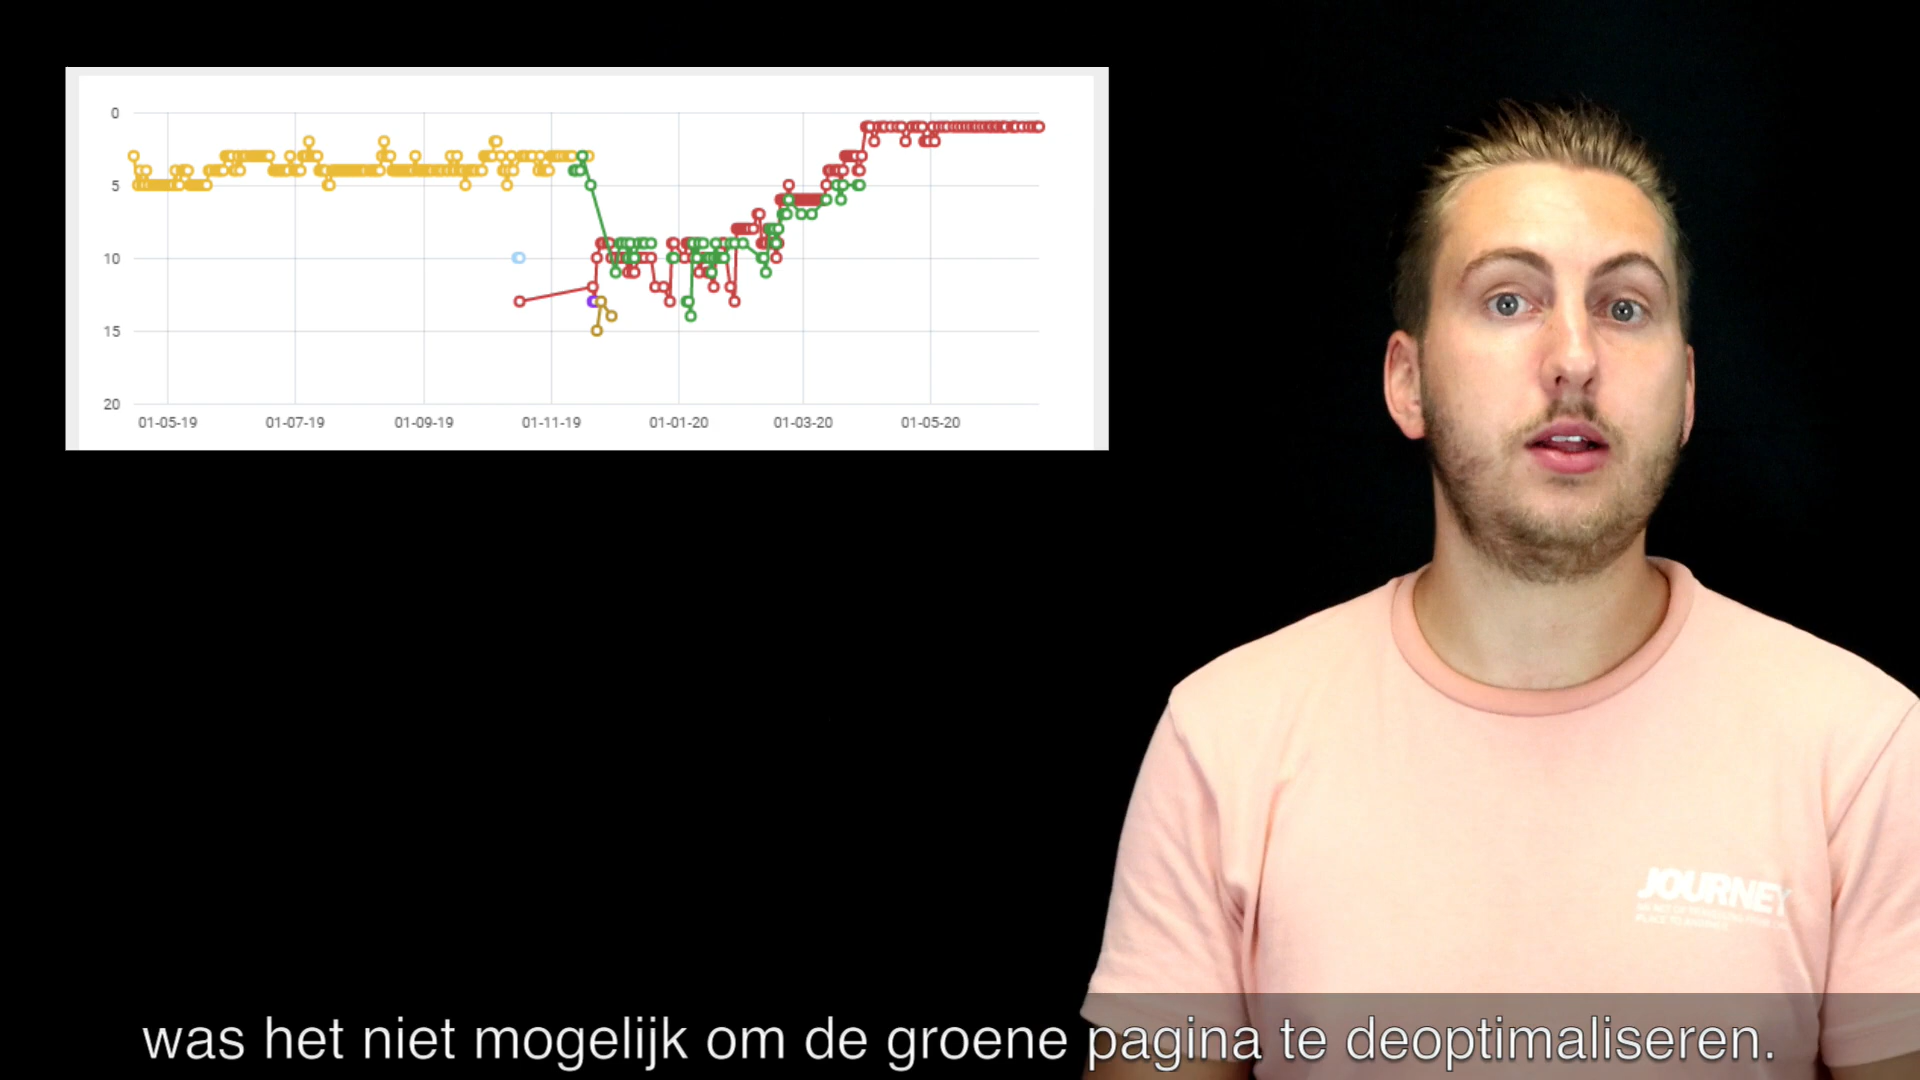 0
5
10
15
20
01-05-19 01-07-19 01-09-19 01-11-19 01-01-20 01-03-20 01-05-20
JOURNEY
was het niet mogelijk om de groene pagina te deoptimaliseren.